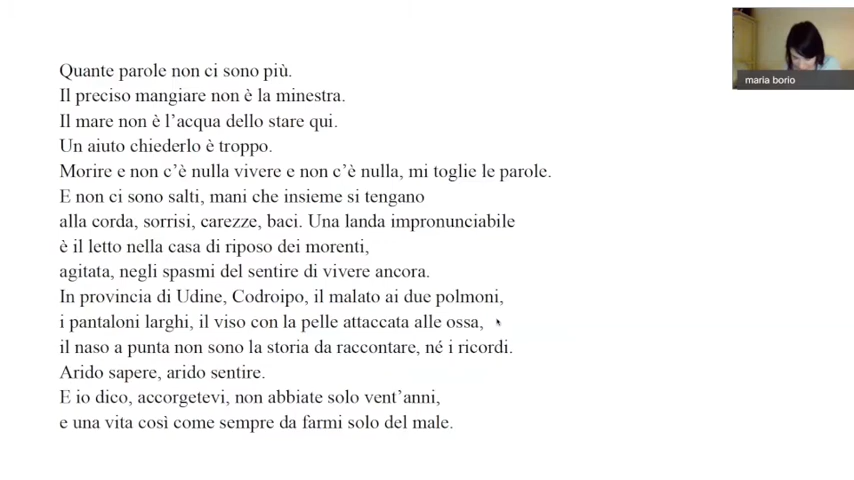 Quante parole non ci sono più.
Il preciso mangiare non è la minestra.
Il mare non è l’acqua dello stare qui.
Un aiuto chiederlo è troppo.
Morire e non c’è nulla vivere e non c’è nulla, mi toglie le parole.
E non ci sono salti, mani che insieme si tengano
alla corda, sorrisi, carezze, baci. Una landa impronunciabile
è il letto nella casa di riposo dei morenti,
agitata, negli spasmi del sentire di vivere ancora.
In provincia di Udine, Codroipo, il malato ai due polmoni,
i pantaloni larghi, il viso con la pelle attaccata alle ossa,
il naso a punta non sono la storia da raccontare, né i ricordi.
Arido sapere, arido sentire.
E io dico, accorgetevi, non abbiate solo vent’anni,
e una vita così come sempre da farmi solo del male.
maria borio